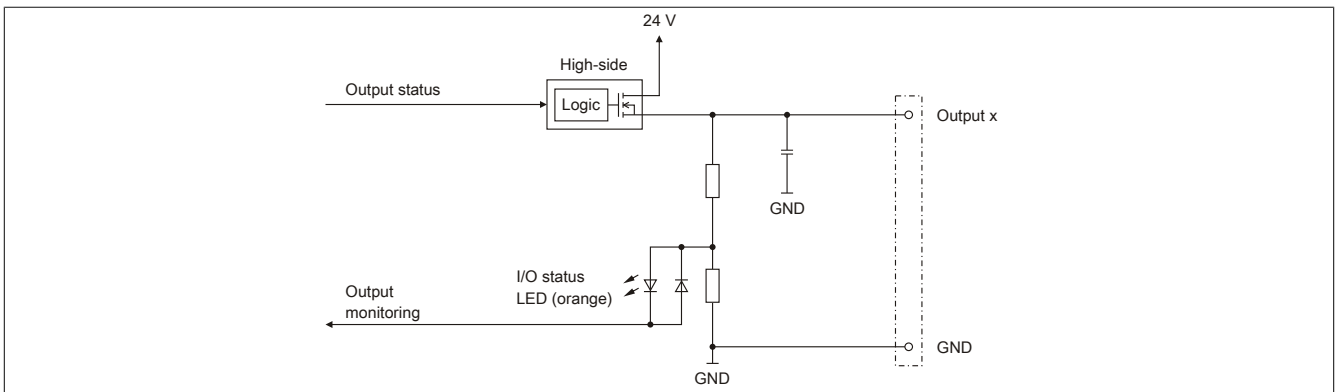 24 V
High-side
Output status
Logic
Output x
GND
I/O status
LED (orange)
Output
monitoring
GND
GND